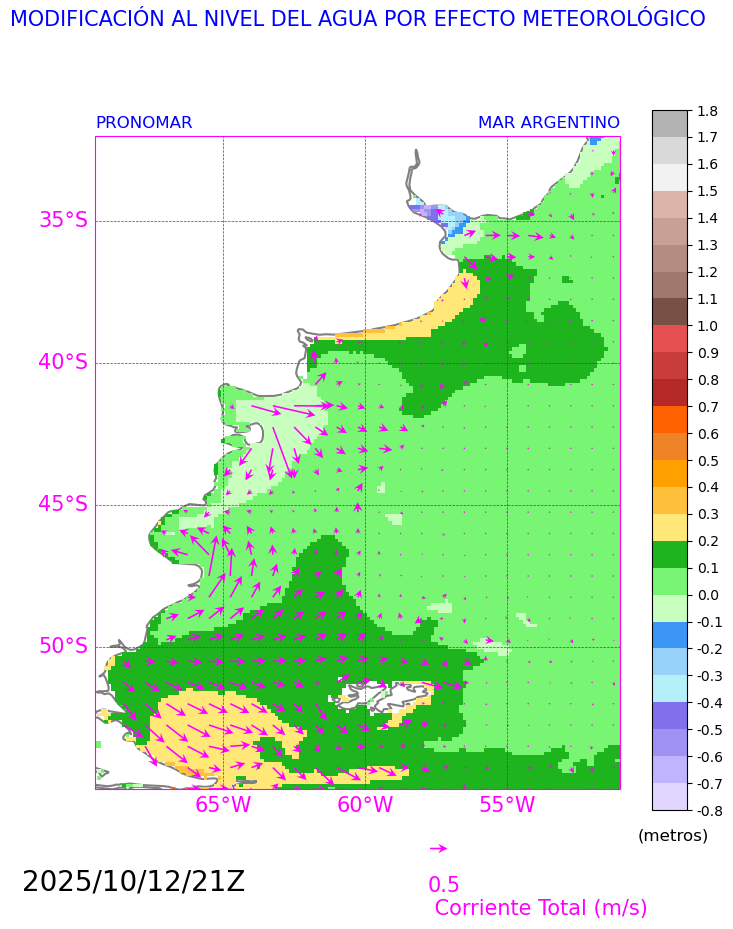 MODIFICACIÓN AL NIVEL DEL AGUA POR EFECTO METEOROLÓGICO
PRONOMAR MAR ARGENTINO
1.8
1.7
1.6
1.5
1.4
1.3
1.2
1.1
1.0
0.9
0.8
0.7
0.6
0.5
0.4
0.3
0.2
0.1
0.0
-0.1
-0.2
-0.3
-0.4
-0.5
-0.6
-0.7
-0.8
(metros)
35°S
40°S
45°S
50°S
65°W 60°W 55°W
0.5
Corriente Total (m/s)
2025/10/12/21Z